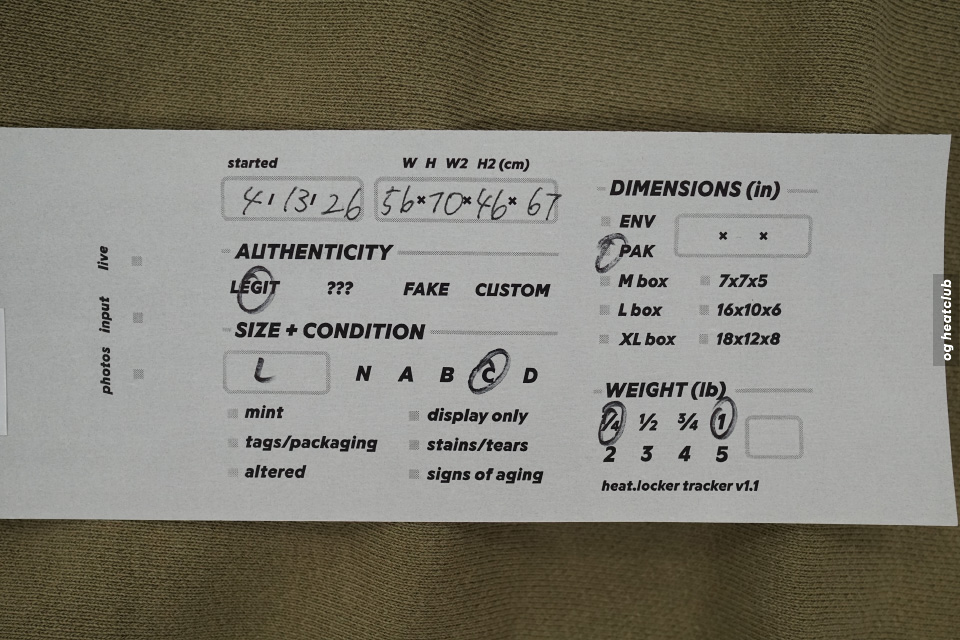 started
4 / 13 / 26
W H W2 H2 (cm)
56 × 70 × 46 × 67
AUTHENTICITY
LEGIT ??? FAKE CUSTOM
SIZE + CONDITION
L N A B C D
mint
tags/packaging
altered
display only
stains/tears
signs of aging
DIMENSIONS (in)
ENV
× ×
PAK
M box 7x7x5
L box 16x10x6
XL box 18x12x8
WEIGHT (lb)
¼ ½ ¾ 1
2 3 4 5
heat.locker tracker v1.1
photos input live
og heatclub